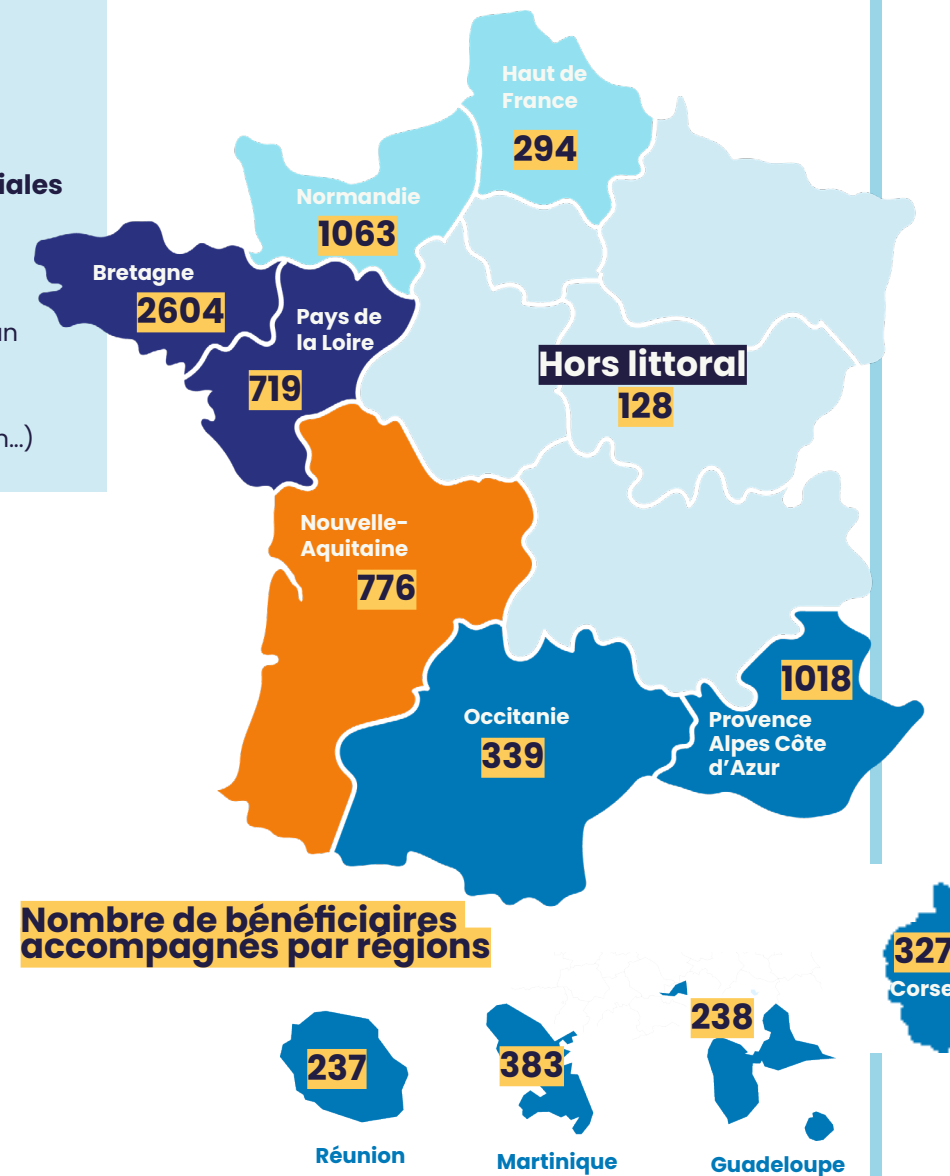 iales
n…)
Haut de
France
294
Normandie
1063
Bretagne
2604
Pays de
la Loire
719
Hors littoral
128
Nouvelle-
Aquitaine
776
1018
Provence
Alpes Côte
d’Azur
Occitanie
339
Nombre de bénéficiaires
accompagnés par régions
327
Corse
237
Réunion
383
Martinique
238
Guadeloupe